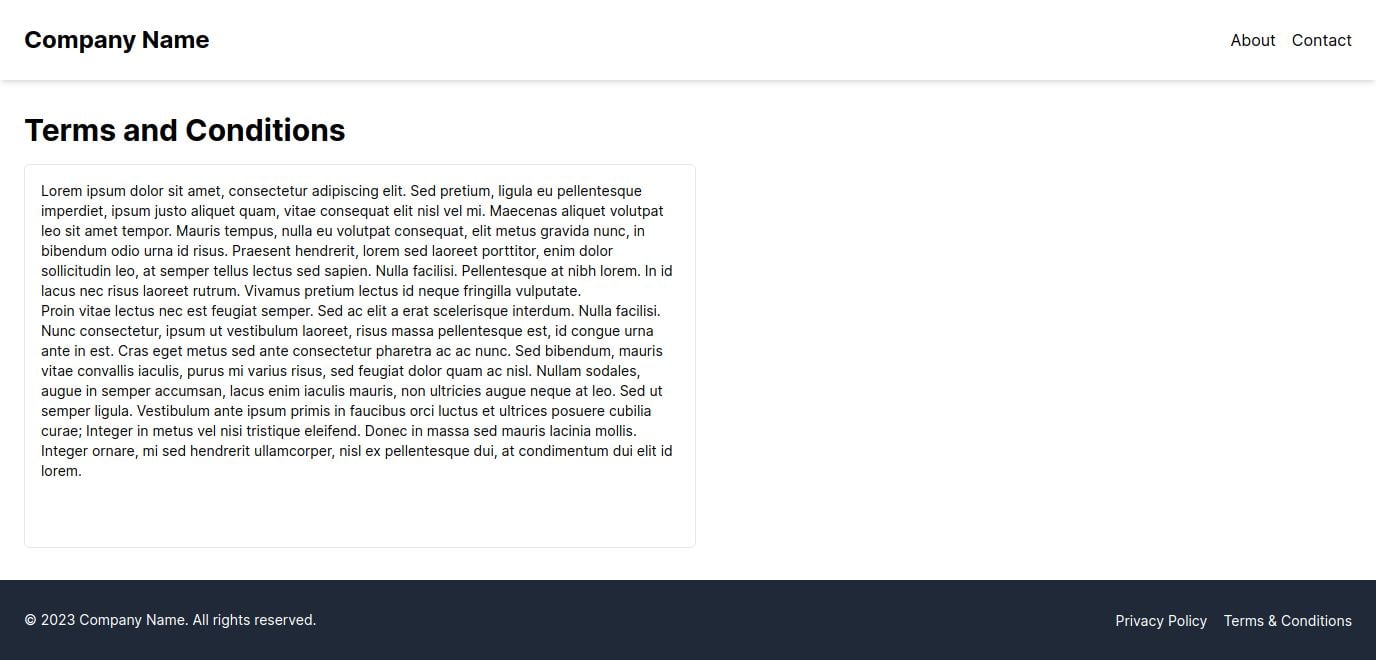 Company Name
About Contact
Terms and Conditions
Lorem ipsum dolor sit amet, consectetur adipiscing elit. Sed pretium, ligula eu pellentesque
imperdiet, ipsum justo aliquet quam, vitae consequat elit nisl vel mi. Maecenas aliquet volutpat
leo sit amet tempor. Mauris tempus, nulla eu volutpat consequat, elit metus gravida nunc, in
bibendum odio urna id risus. Praesent hendrerit, lorem sed laoreet porttitor, enim dolor
sollicitudin leo, at semper tellus lectus sed sapien. Nulla facilisi. Pellentesque at nibh lorem. In id
lacus nec risus laoreet rutrum. Vivamus pretium lectus id neque fringilla vulputate.
Proin vitae lectus nec est feugiat semper. Sed ac elit a erat scelerisque interdum. Nulla facilisi.
Nunc consectetur, ipsum ut vestibulum laoreet, risus massa pellentesque est, id congue urna
ante in est. Cras eget metus sed ante consectetur pharetra ac ac nunc. Sed bibendum, mauris
vitae convallis iaculis, purus mi varius risus, sed feugiat dolor quam ac nisl. Nullam sodales,
augue in semper accumsan, lacus enim iaculis mauris, non ultricies augue neque at leo. Sed ut
semper ligula. Vestibulum ante ipsum primis in faucibus orci luctus et ultrices posuere cubilia
curae; Integer in metus vel nisi tristique eleifend. Donec in massa sed mauris lacinia mollis.
Integer ornare, mi sed hendrerit ullamcorper, nisl ex pellentesque dui, at condimentum dui elit id
lorem.
© 2023 Company Name. All rights reserved.
Privacy Policy Terms & Conditions